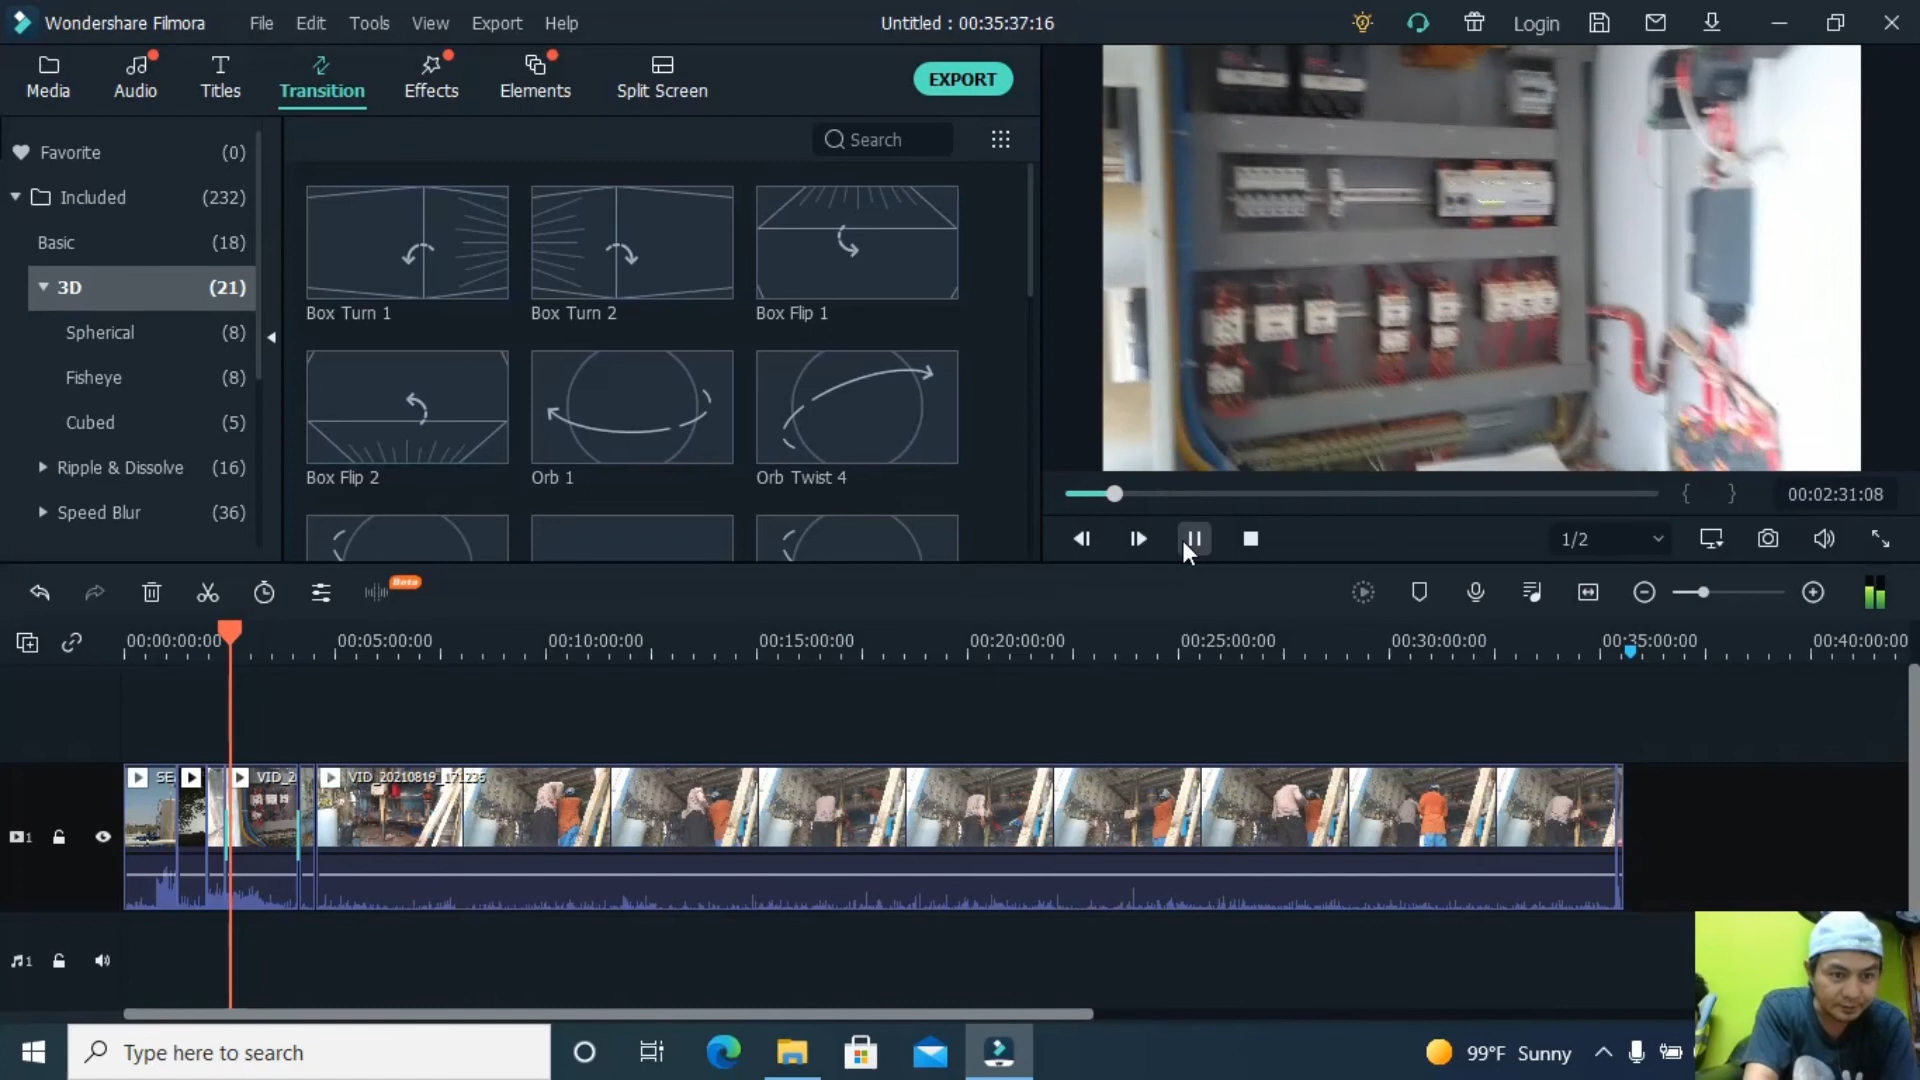 Wondershare Filmora File Edit Tools View Export Help Untitled : 00:35:37:16 Login
Media Audio Titles Transition Effects Elements Split Screen EXPORT
Search
Favorite (0)
Included (232)
Basic (18)
3D (21)
Spherical (8)
Fisheye (8)
Cubed (5)
Ripple & Dissolve (16)
Speed Blur (36)
Box Turn 1 Box Turn 2 Box Flip 1
Box Flip 2 Orb 1 Orb Twist 4
{ } 00:02:31:08
1/2
Beta
00:00:00:00 00:05:00:00 00:10:00:00 00:15:00:00 00:20:00:00 00:25:00:00 00:30:00:00 00:35:00:00 00:40:00:00
SE VID_2 VID_20210819_171226
1
1
Type here to search 99°F Sunny